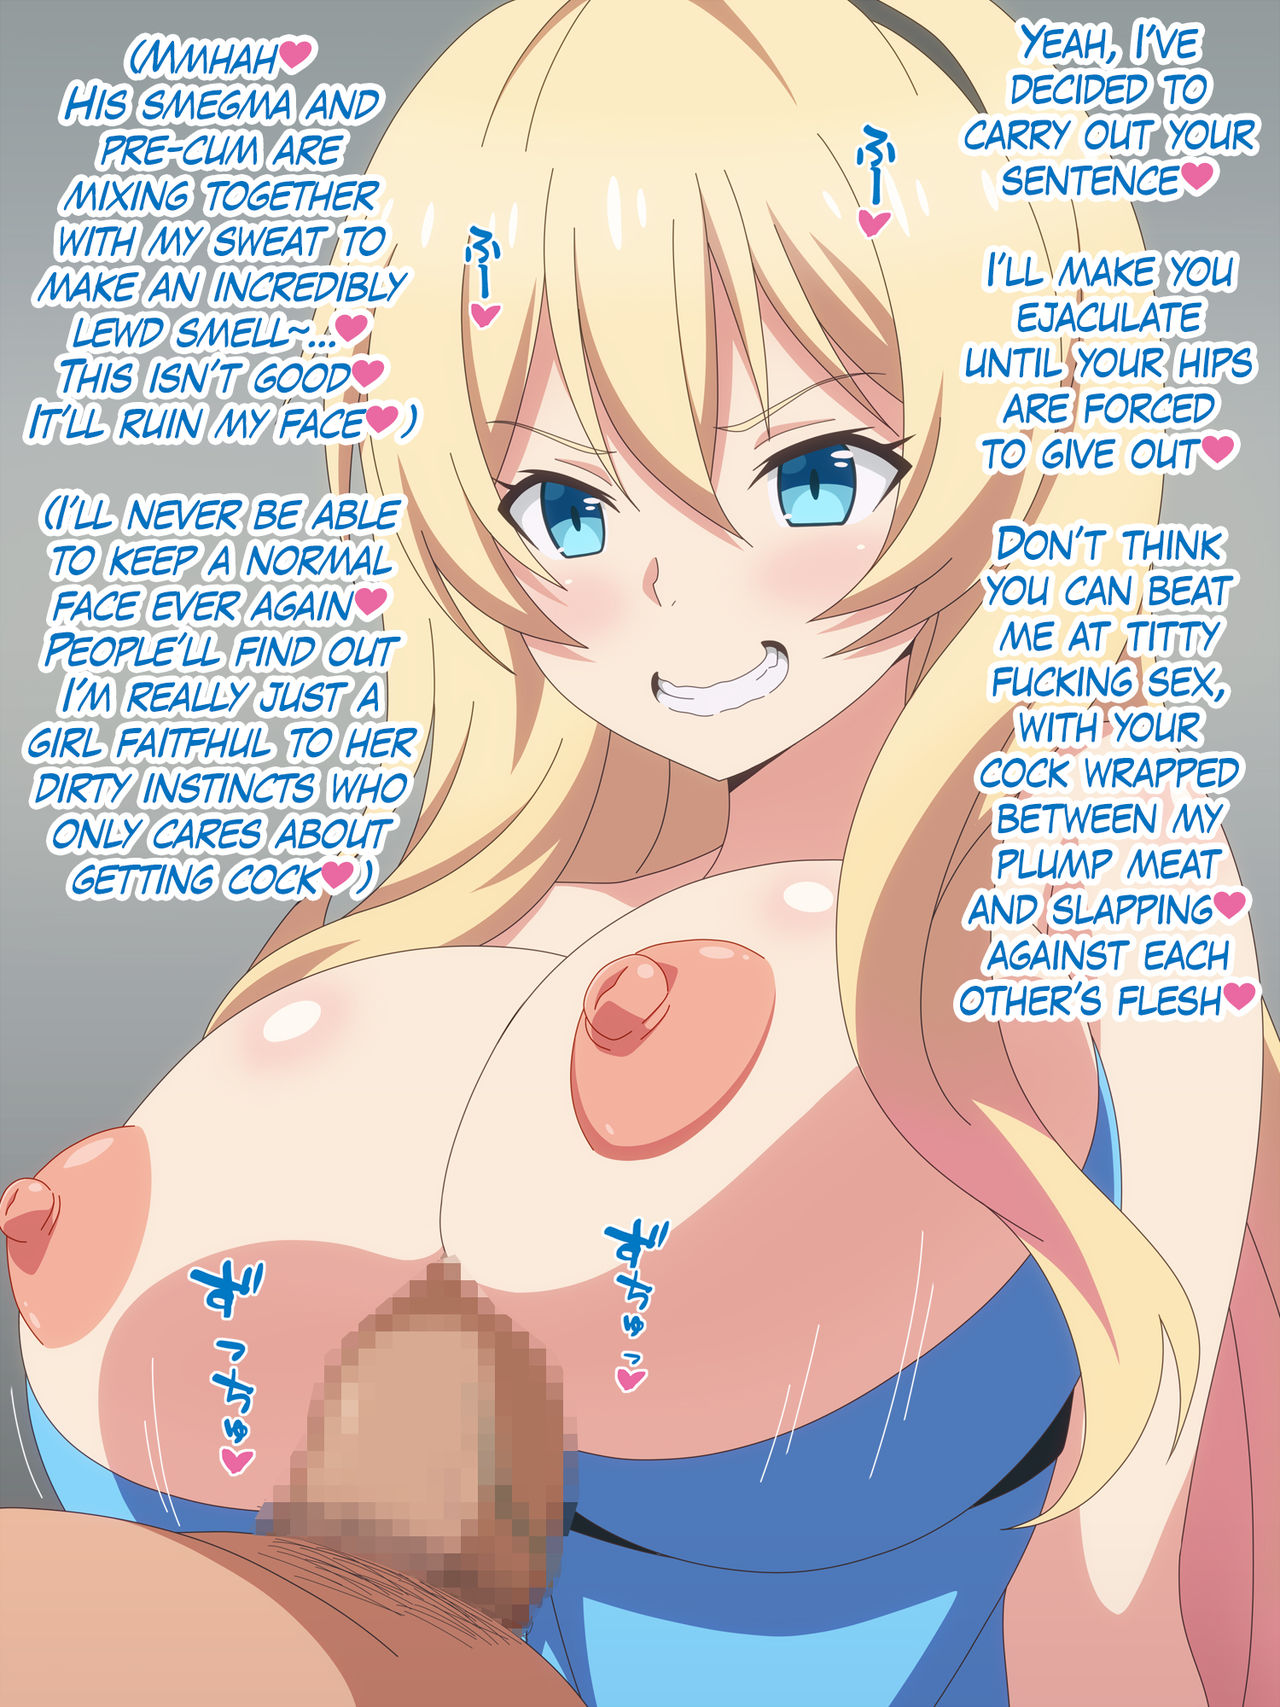 (MMHAH♥
HIS SMEGMA AND
PRE-CUM ARE
MIXING TOGETHER
WITH MY SWEAT TO
MAKE AN INCREDIBLY
LEWD SMELL~...♥
THIS ISN'T GOOD♥
IT'LL RUIN MY FACE♥)
(I'LL NEVER BE ABLE
TO KEEP A NORMAL
FACE EVER AGAIN♥
PEOPLE'LL FIND OUT
I'M REALLY JUST A
GIRL FAITFHUL TO HER
DIRTY INSTINCTS WHO
ONLY CARES ABOUT
GETTING COCK♥)
YEAH, I'VE
DECIDED TO
CARRY OUT YOUR
SENTENCE♥
I'LL MAKE YOU
EJACULATE
UNTIL YOUR HIPS
ARE FORCED
TO GIVE OUT♥
DON'T THINK
YOU CAN BEAT
ME AT TITTY
FUCKING SEX,
WITH YOUR
COCK WRAPPED
BETWEEN MY
PLUMP MEAT
AND SLAPPING♥
AGAINST EACH
OTHER'S FLESH♥
ふー♥
ふー♥
ずっちゅ♥
ずちゅっ♥